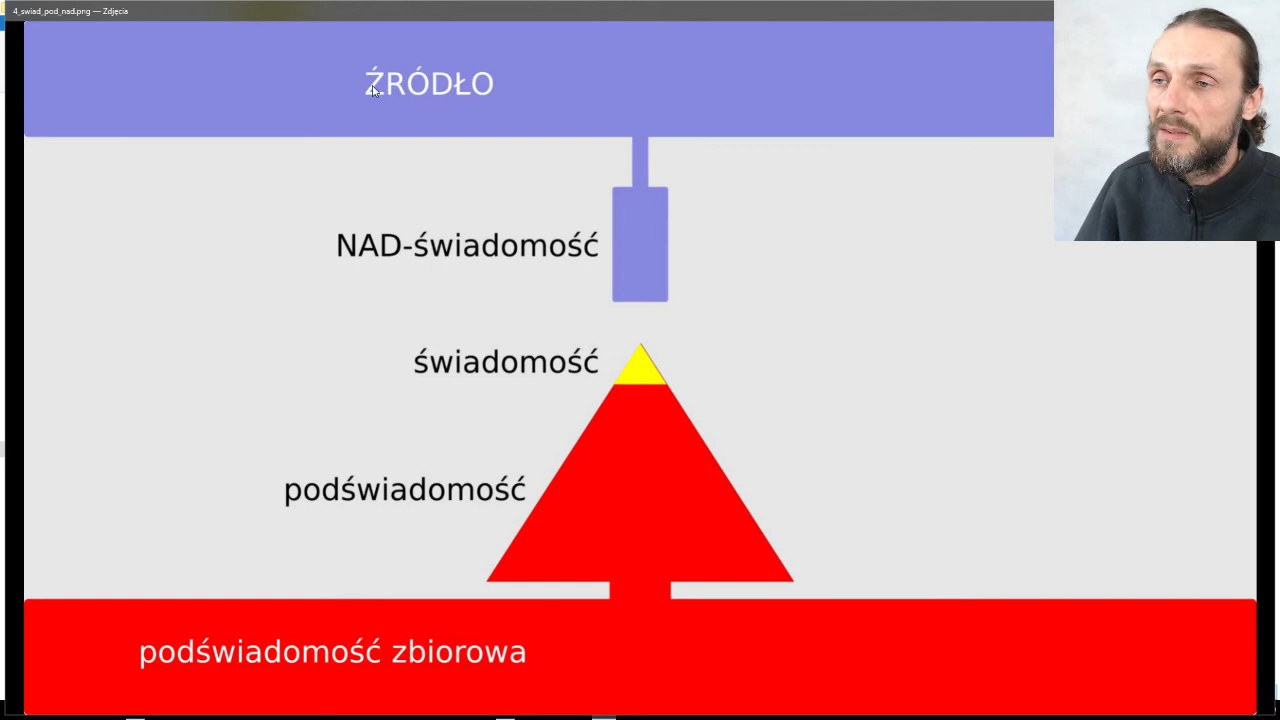 4_swiad_pod_nad.png — Zdjęcia
ŹRÓDŁO
NAD-świadomość
świadomość
podświadomość
podświadomość zbiorowa